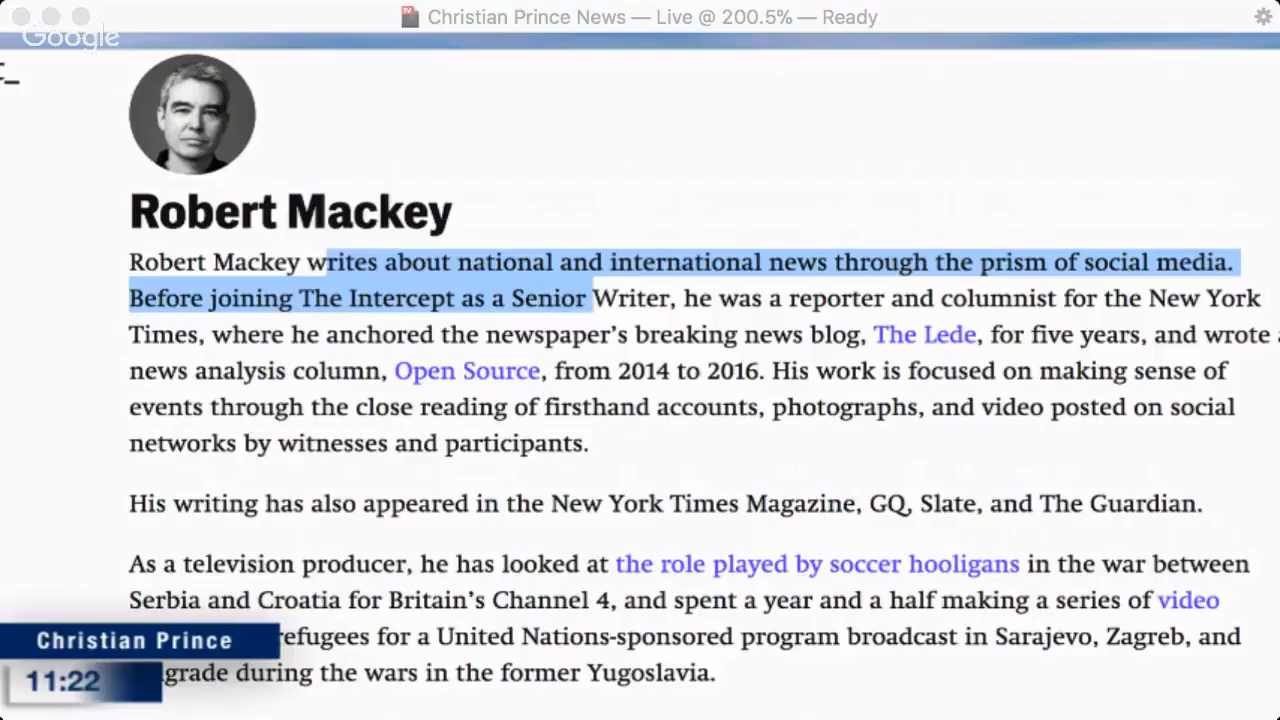 Christian Prince News — Live @ 200.5% — Ready
Google
Robert Mackey
Robert Mackey writes about national and international news through the prism of social media.
Before joining The Intercept as a Senior Writer, he was a reporter and columnist for the New York
Times, where he anchored the newspaper's breaking news blog, The Lede, for five years, and wrote
news analysis column, Open Source, from 2014 to 2016. His work is focused on making sense of
events through the close reading of firsthand accounts, photographs, and video posted on social
networks by witnesses and participants.
His writing has also appeared in the New York Times Magazine, GQ, Slate, and The Guardian.
As a television producer, he has looked at the role played by soccer hooligans in the war between
Serbia and Croatia for Britain's Channel 4, and spent a year and a half making a series of video
Christian Prince
refugees for a United Nations-sponsored program broadcast in Sarajevo, Zagreb, and
11:22
grade during the wars in the former Yugoslavia.